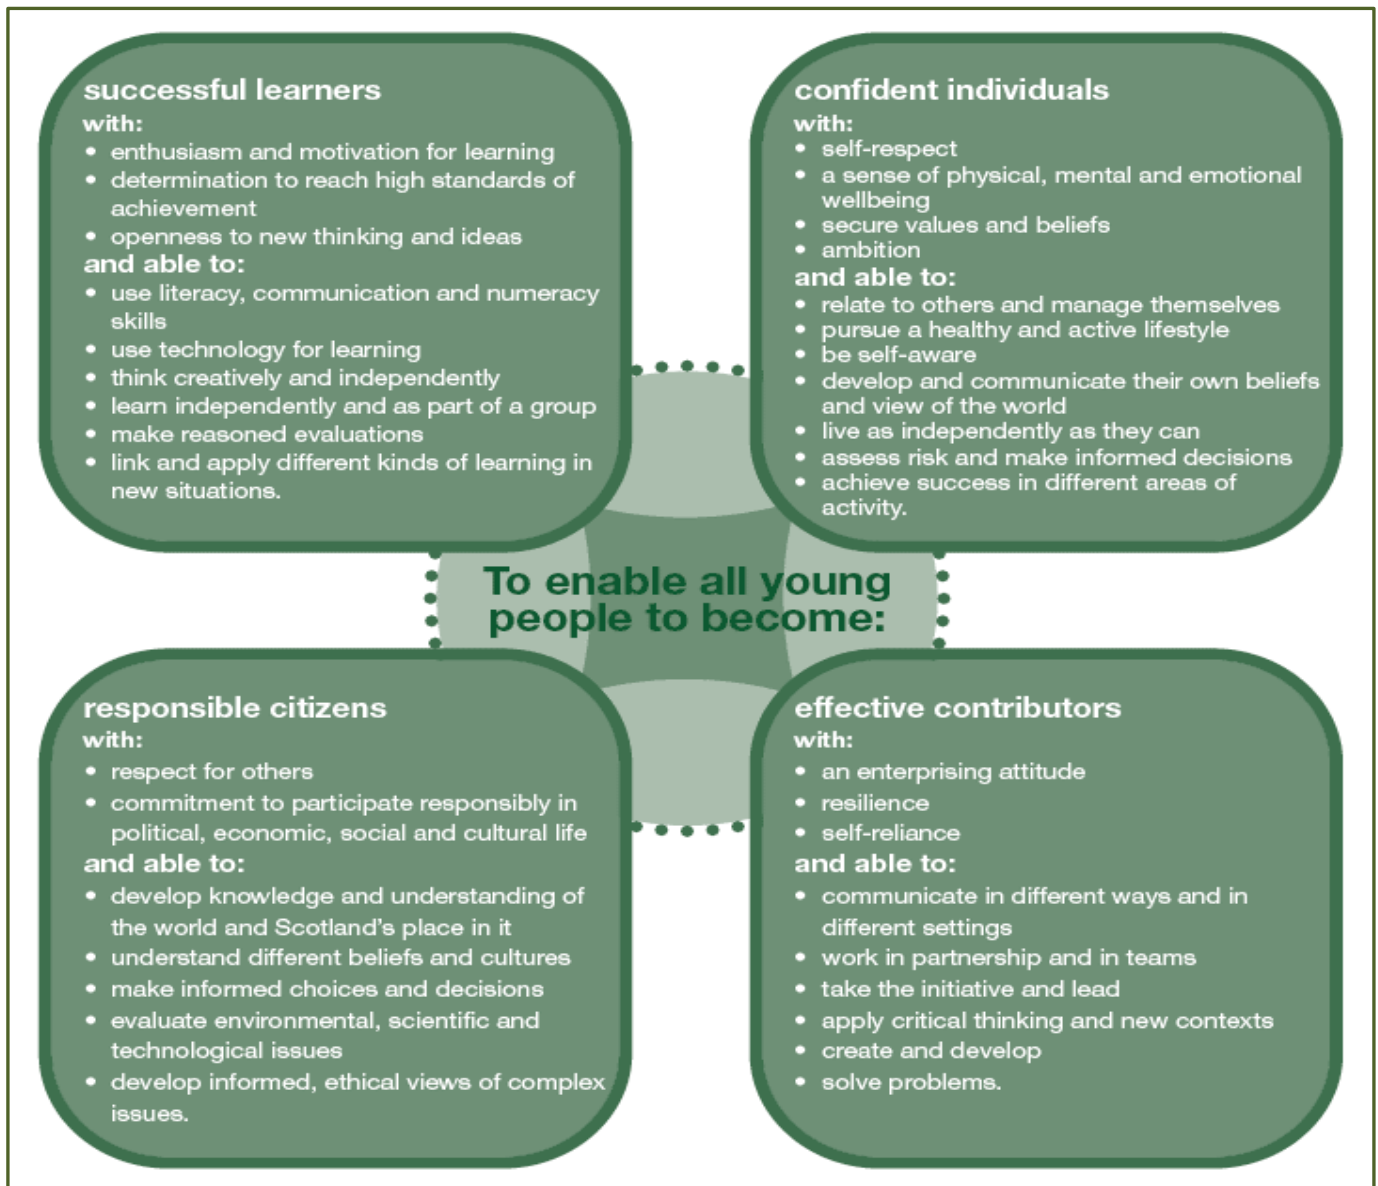 successful learners
with:
• enthusiasm and motivation for learning
• determination to reach high standards of
achievement
• openness to new thinking and ideas
and able to:
• use literacy, communication and numeracy
skills
• use technology for learning
• think creatively and independently
• learn independently and as part of a group
• make reasoned evaluations
• link and apply different kinds of learning in
new situations.
confident individuals
with:
• self-respect
• a sense of physical, mental and emotional
wellbeing
• secure values and beliefs
• ambition
and able to:
• relate to others and manage themselves
• pursue a healthy and active lifestyle
• be self-aware
• develop and communicate their own beliefs
and view of the world
• live as independently as they can
• assess risk and make informed decisions
• achieve success in different areas of
activity.
To enable all young
people to become:
responsible citizens
with:
• respect for others
• commitment to participate responsibly in
political, economic, social and cultural life
and able to:
• develop knowledge and understanding of
the world and Scotland's place in it
• understand different beliefs and cultures
• make informed choices and decisions
• evaluate environmental, scientific and
technological issues
• develop informed, ethical views of complex
issues.
effective contributors
with:
• an enterprising attitude
• resilience
• self-reliance
and able to:
• communicate in different ways and in
different settings
• work in partnership and in teams
• take the initiative and lead
• apply critical thinking and new contexts
• create and develop
• solve problems.